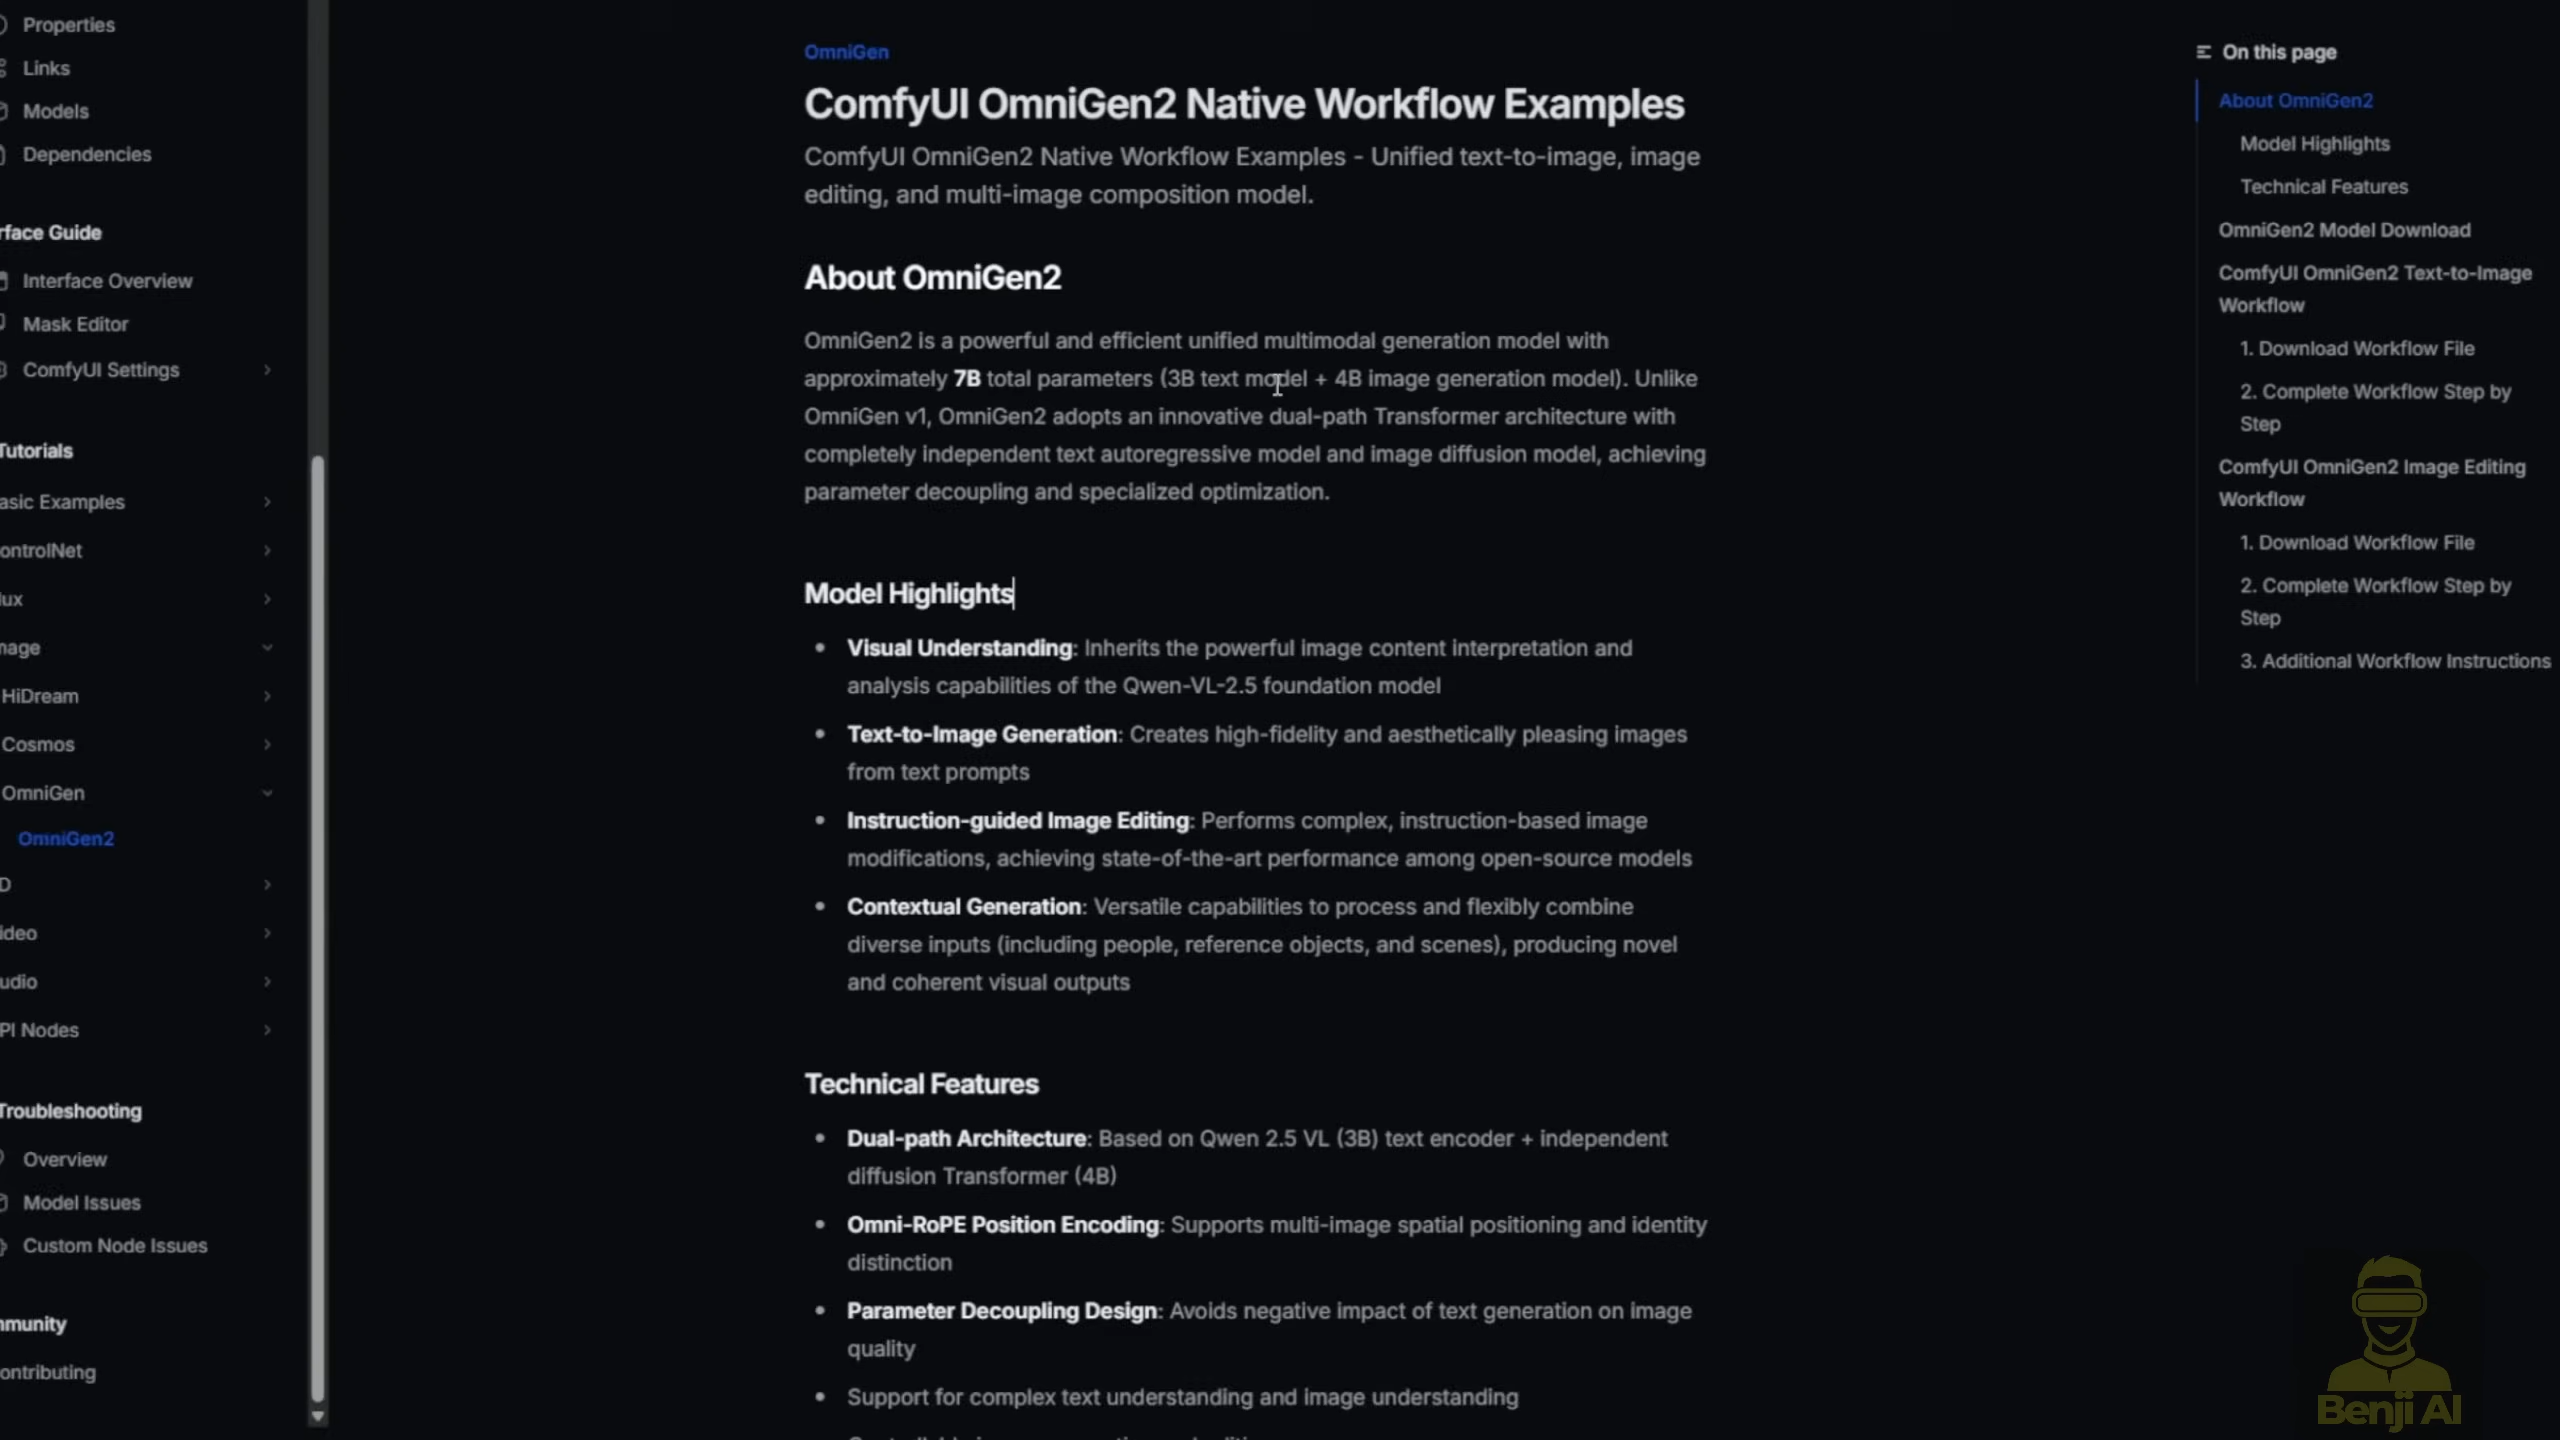 Properties
Links
Models
Dependencies
rface Guide
Interface Overview
Mask Editor
ComfyUI Settings
Tutorials
asic Examples
ontrolNet
lux
mage
HiDream
Cosmos
OmniGen
OmniGen2
D
ideo
udio
PI Nodes
Troubleshooting
Overview
Model Issues
Custom Node Issues
mmunity
ontributing
OmniGen
ComfyUI OmniGen2 Native Workflow Examples
ComfyUI OmniGen2 Native Workflow Examples - Unified text-to-image, image
editing, and multi-image composition model.
About OmniGen2
OmniGen2 is a powerful and efficient unified multimodal generation model with
approximately 7B total parameters (3B text model + 4B image generation model). Unlike
OmniGen v1, OmniGen2 adopts an innovative dual-path Transformer architecture with
completely independent text autoregressive model and image diffusion model, achieving
parameter decoupling and specialized optimization.
Model Highlights
• Visual Understanding: Inherits the powerful image content interpretation and
analysis capabilities of the Qwen-VL-2.5 foundation model
• Text-to-Image Generation: Creates high-fidelity and aesthetically pleasing images
from text prompts
• Instruction-guided Image Editing: Performs complex, instruction-based image
modifications, achieving state-of-the-art performance among open-source models
• Contextual Generation: Versatile capabilities to process and flexibly combine
diverse inputs (including people, reference objects, and scenes), producing novel
and coherent visual outputs
Technical Features
• Dual-path Architecture: Based on Qwen 2.5 VL (3B) text encoder + independent
diffusion Transformer (4B)
• Omni-RoPE Position Encoding: Supports multi-image spatial positioning and identity
distinction
• Parameter Decoupling Design: Avoids negative impact of text generation on image
quality
• Support for complex text understanding and image understanding
On this page
About OmniGen2
Model Highlights
Technical Features
OmniGen2 Model Download
ComfyUI OmniGen2 Text-to-Image
Workflow
1. Download Workflow File
2. Complete Workflow Step by
Step
ComfyUI OmniGen2 Image Editing
Workflow
1. Download Workflow File
2. Complete Workflow Step by
Step
3. Additional Workflow Instructions
Benji AI